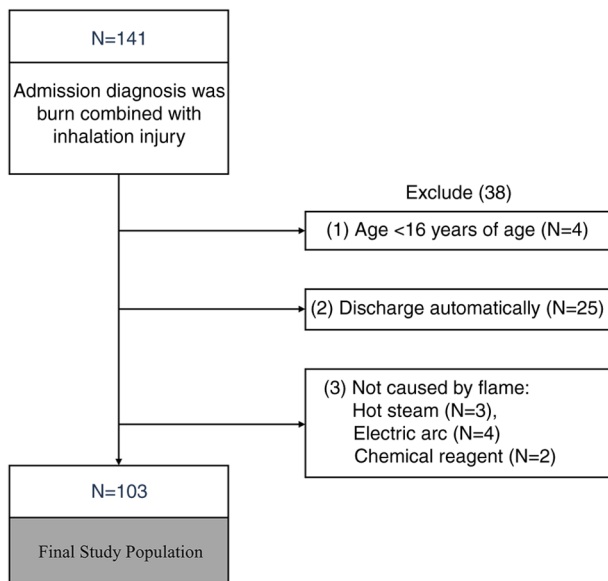 N=141
Admission diagnosis was
burn combined with
inhalation injury
Exclude (38)
(1) Age <16 years of age (N=4)
(2) Discharge automatically (N=25)
(3) Not caused by flame:
Hot steam (N=3),
Electric arc (N=4)
Chemical reagent (N=2)
N=103
Final Study Population